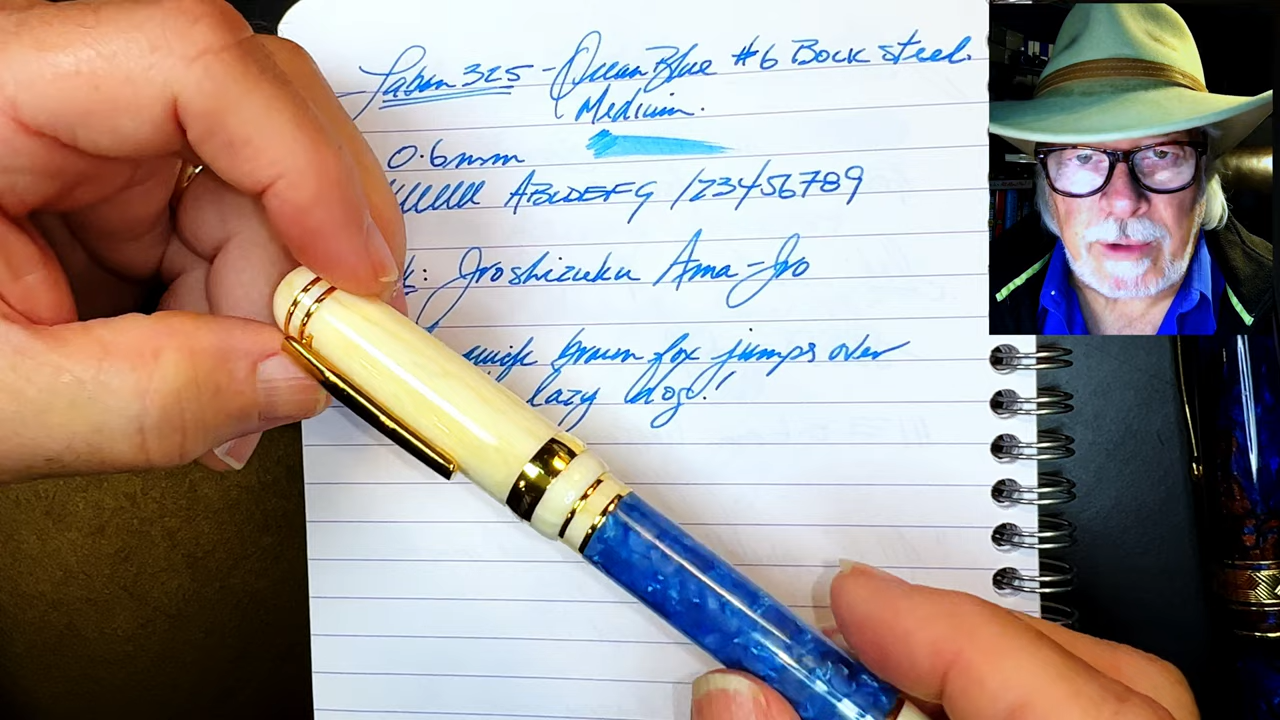 Laban 325 - Ocean Blue #6 Bock steel.
Medium.
0.6mm
llllllll ABCDEFG 123456789
k: Iroshizuku Ama-Iro
quick brown fox jumps over
lazy dog!